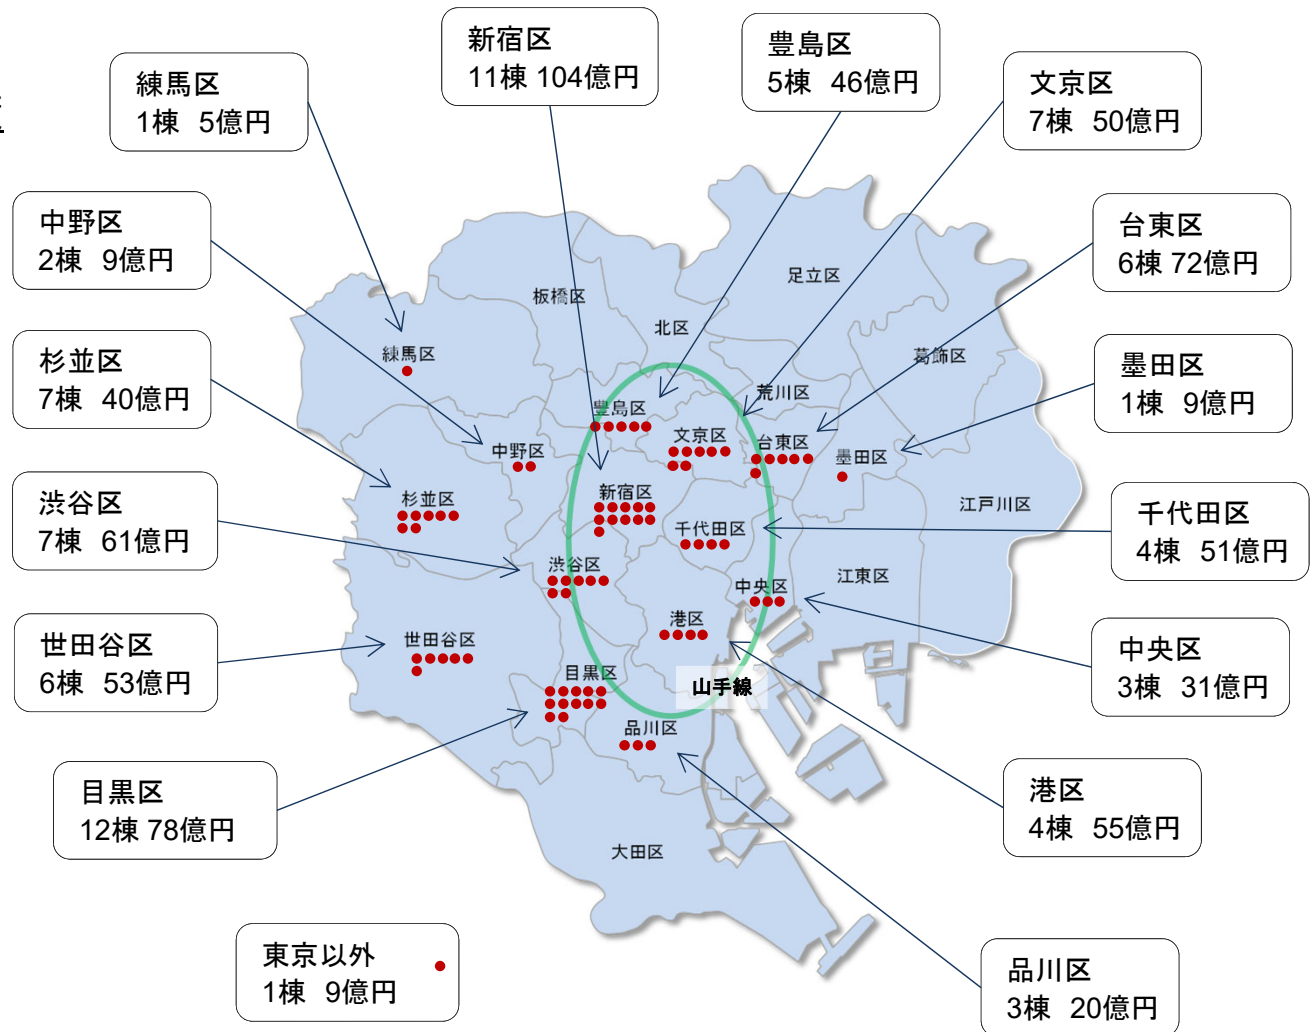 新宿区
11棟 104億円
豊島区
5棟 46億円
文京区
7棟 50億円
練馬区
1棟 5億円
中野区
2棟 9億円
台東区
6棟 72億円
杉並区
7棟 40億円
墨田区
1棟 9億円
渋谷区
7棟 61億円
千代田区
4棟 51億円
世田谷区
6棟 53億円
中央区
3棟 31億円
目黒区
12棟 78億円
港区
4棟 55億円
東京以外
1棟 9億円
品川区
3棟 20億円
足立区
板橋区
北区
葛飾区
練馬区
荒川区
豊島区
文京区
台東区
中野区
墨田区
杉並区
新宿区
江戸川区
千代田区
渋谷区
江東区
中央区
港区
世田谷区
目黒区
山手線
品川区
大田区